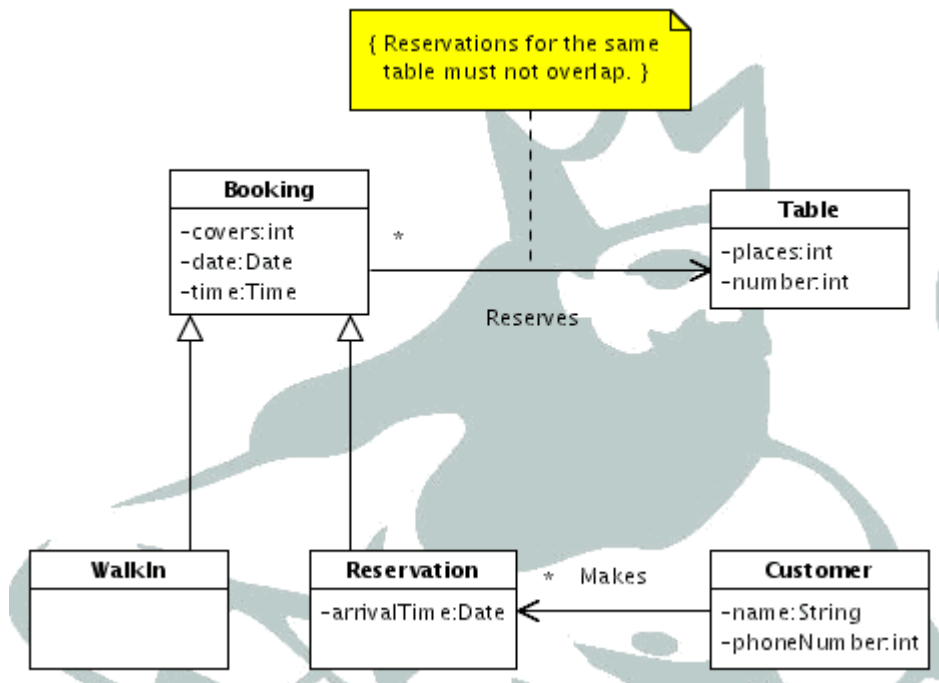 { Reservations for the same
table must not overlap. }
Booking
-covers:int
-date:Date
-time:Time
*
Reserves
Table
-places:int
-number:int
WalkIn
Reservation
-arrivalTime:Date
* Makes
Customer
-name:String
-phoneNumber:int